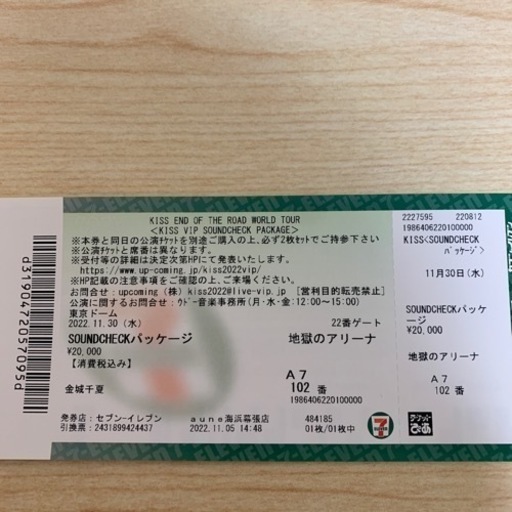 KISS END OF THE ROAD WORLD TOUR
<KISS VIP SOUNDCHECK PACKAGE>
※本券と同日の公演ﾁｹｯﾄを別途ご購入の上､必ず2枚ｾｯﾄでご持参下さい
※公演ﾁｹｯﾄと席番は異なります。
※受付等の詳細は決定次第HPにて発表いたします。
https://www.up-coming.jp/kiss2022vip/
※HP記載の注意事項をご確認の上､ご来場ください。
お問合せ：upcoming（株）kiss2022@live-vip.jp [営利目的転売禁止]
公演に関するお問合せ：ｳﾄﾞｰ音楽事務所(月･水･金:12:00～15:00)
東京ドーム
2022.11.30（水） 22番ゲート
SOUNDCHECKパッケージ 地獄のアリーナ
¥20,000
【消費税込み】 A7
102 番
金城千夏 1986406220100000
発券店：セブン-イレブン aune海浜幕張店 484185
引換票：2431899424437 2022.11.05 14:48 01枚/01枚中
7
ELEVEn
d3190472057095d
2227595 220812
1986406220100000
KISS<SOUNDCHECK
ﾊﾟｯｹｰｼﾞ>
11月30日(水)
SOUNDCHECKパッケ
ージ
¥20,000
地獄のアリーナ
A7
102 番
チケット
ぴあ